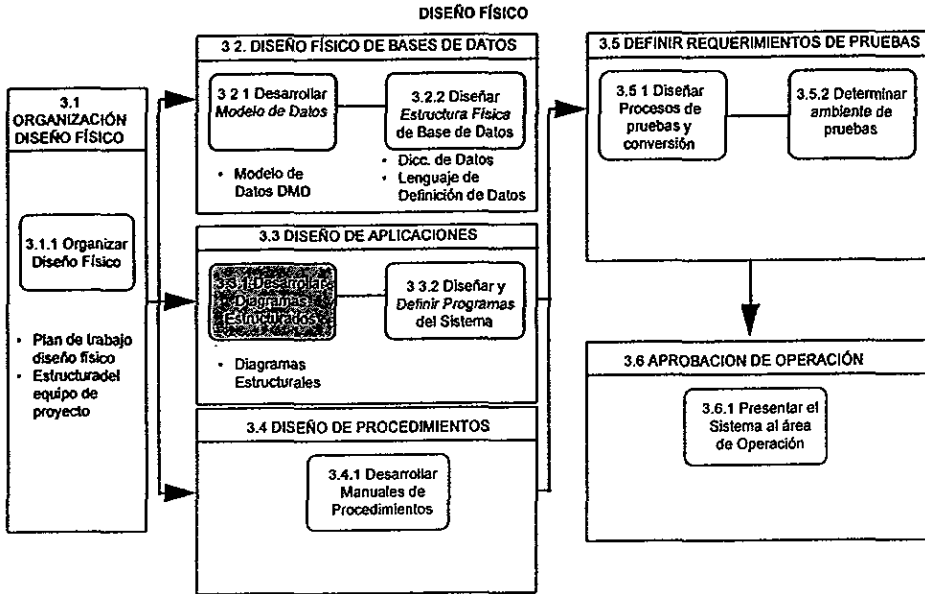 DISEÑO FÍSICO
3.1
ORGANIZACIÓN
DISEÑO FÍSICO
3.1.1 Organizar
Diseño Físico
• Plan de trabajo
diseño físico
• Estructuradel
equipo de
proyecto
3 2. DISEÑO FÍSICO DE BASES DE DATOS
3 2 1 Desarrollar
Modelo de Datos
3.2.2 Diseñar
Estructura Física
de Base de Datos
• Modelo de
Datos DMD
• Dicc. de Datos
• Lenguaje de
Definición de Datos
3.3 DISEÑO DE APLICACIONES
3.3.1 Desarrollar
Diagramas
Estructurados
3 3.2 Diseñar y
Definir Programas
del Sistema
• Diagramas
Estructurales
3.4 DISEÑO DE PROCEDIMIENTOS
3.4.1 Desarrollar
Manuales de
Procedimientos
3.5 DEFINIR REQUERIMIENTOS DE PRUEBAS
3.5 1 Diseñar
Procesos de
pruebas y
conversión
3.5.2 Determinar
ambiente de
pruebas
3.6 APROBACION DE OPERACIÓN
3.6.1 Presentar el
Sistema al área
de Operación